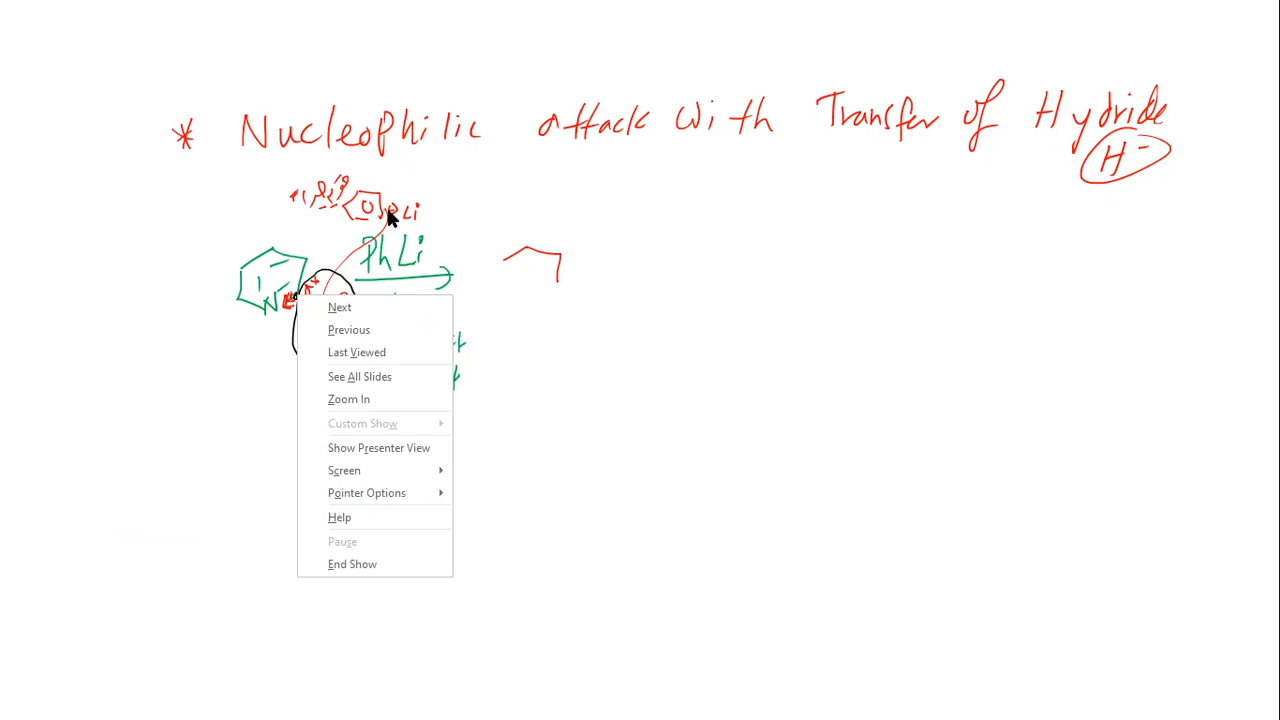 * Nucleophilic attack with Transfer of Hydride
H⁻
Li
PhLi
N
Next
Previous
Last Viewed
See All Slides
Zoom In
Custom Show
Show Presenter View
Screen
Pointer Options
Help
Pause
End Show